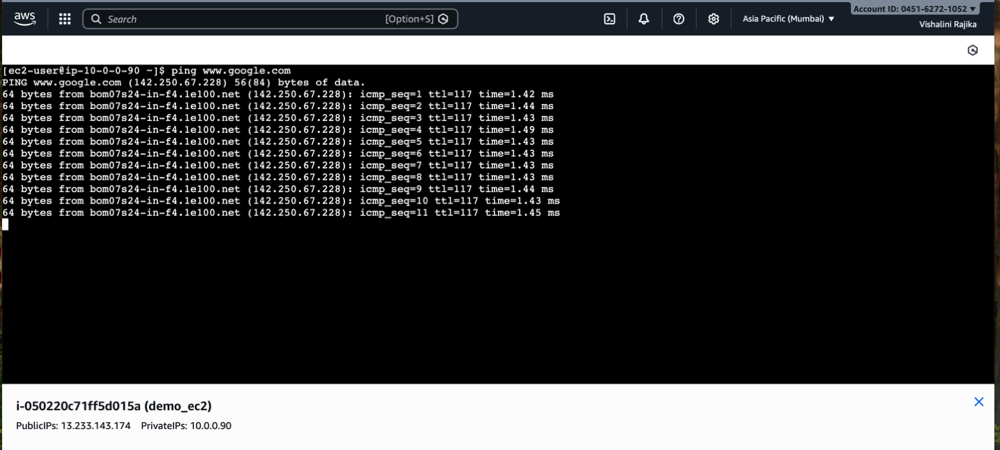 aws
Search
[Option+S]
Asia Pacific (Mumbai)
Account ID: 0451-6272-1052
Vishalini Rajika
[ec2-user@ip-10-0-0-90 ~]$ ping www.google.com
PING www.google.com (142.250.67.228) 56(84) bytes of data.
64 bytes from bom07s24-in-f4.1e100.net (142.250.67.228): icmp_seq=1 ttl=117 time=1.42 ms
64 bytes from bom07s24-in-f4.1e100.net (142.250.67.228): icmp_seq=2 ttl=117 time=1.44 ms
64 bytes from bom07s24-in-f4.1e100.net (142.250.67.228): icmp_seq=3 ttl=117 time=1.43 ms
64 bytes from bom07s24-in-f4.1e100.net (142.250.67.228): icmp_seq=4 ttl=117 time=1.49 ms
64 bytes from bom07s24-in-f4.1e100.net (142.250.67.228): icmp_seq=5 ttl=117 time=1.43 ms
64 bytes from bom07s24-in-f4.1e100.net (142.250.67.228): icmp_seq=6 ttl=117 time=1.43 ms
64 bytes from bom07s24-in-f4.1e100.net (142.250.67.228): icmp_seq=7 ttl=117 time=1.43 ms
64 bytes from bom07s24-in-f4.1e100.net (142.250.67.228): icmp_seq=8 ttl=117 time=1.43 ms
64 bytes from bom07s24-in-f4.1e100.net (142.250.67.228): icmp_seq=9 ttl=117 time=1.44 ms
64 bytes from bom07s24-in-f4.1e100.net (142.250.67.228): icmp_seq=10 ttl=117 time=1.43 ms
64 bytes from bom07s24-in-f4.1e100.net (142.250.67.228): icmp_seq=11 ttl=117 time=1.45 ms
i-050220c71ff5d015a (demo_ec2)
PublicIPs: 13.233.143.174 PrivateIPs: 10.0.0.90